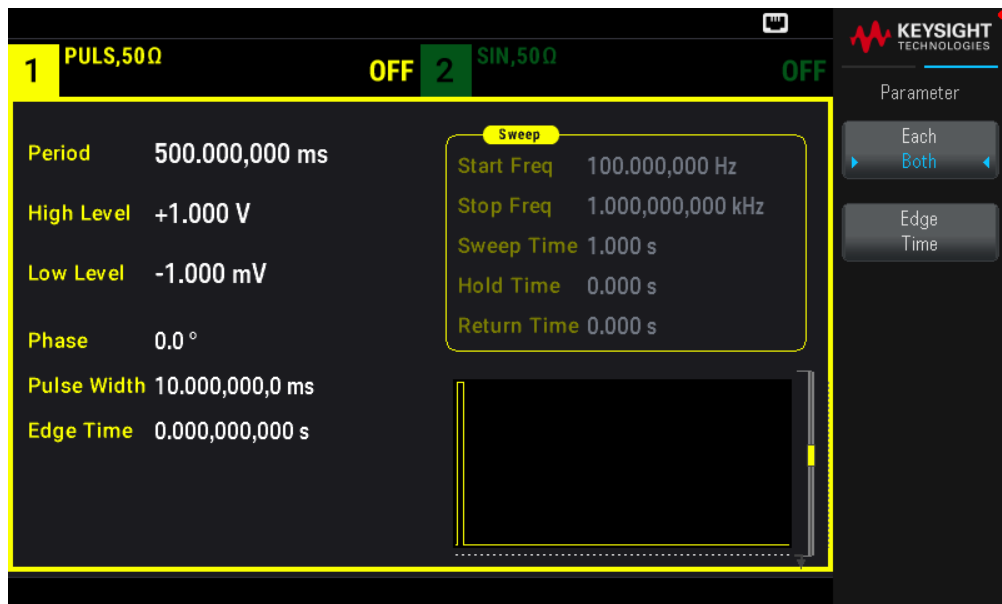 KEYSIGHT
TECHNOLOGIES
1 PULS,50Ω OFF 2 SIN,50Ω OFF
Parameter
Each
Both
Edge
Time
Period 500.000,000 ms
High Level +1.000 V
Low Level -1.000 mV
Phase 0.0 °
Pulse Width 10.000,000,0 ms
Edge Time 0.000,000,000 s
Sweep
Start Freq 100.000,000 Hz
Stop Freq 1.000,000,000 kHz
Sweep Time 1.000 s
Hold Time 0.000 s
Return Time 0.000 s